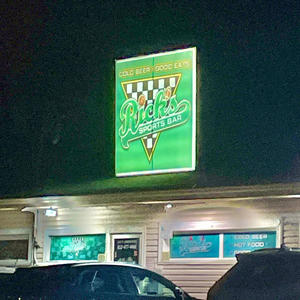 COLD BEER GOOD EATS
Rick's
SPORTS BAR
COLD BEER
HOT FOOD